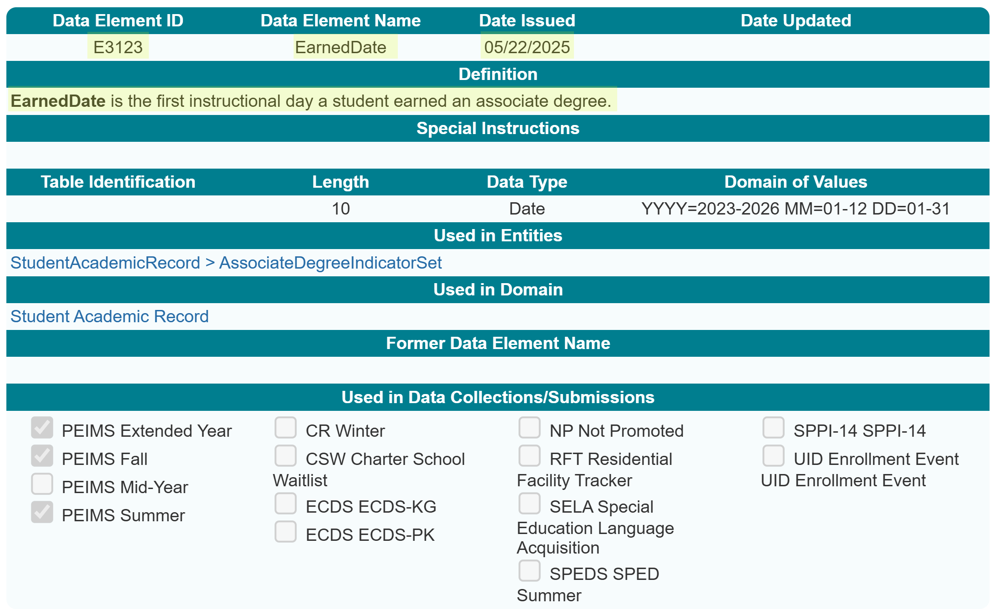 Data Element ID Data Element Name Date Issued Date Updated
E3123 EarnedDate 05/22/2025
Definition
EarnedDate is the first instructional day a student earned an associate degree.
Special Instructions
Table Identification Length Data Type Domain of Values
10 Date YYYY=2023-2026 MM=01-12 DD=01-31
Used in Entities
StudentAcademicRecord > AssociateDegreeIndicatorSet
Used in Domain
Student Academic Record
Former Data Element Name
Used in Data Collections/Submissions
PEIMS Extended Year
PEIMS Fall
PEIMS Mid-Year
PEIMS Summer
CR Winter
CSW Charter School
Waitlist
ECDS ECDS-KG
ECDS ECDS-PK
NP Not Promoted
RFT Residential
Facility Tracker
SELA Special
Education Language
Acquisition
SPEDS SPED
Summer
SPPI-14 SPPI-14
UID Enrollment Event
UID Enrollment Event